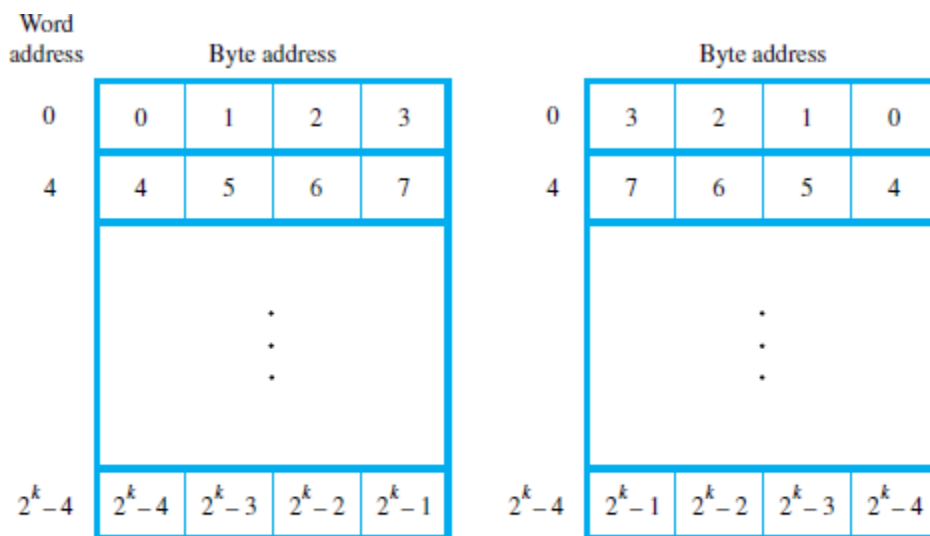 Word
address Byte address Byte address
0 0 1 2 3 0 3 2 1 0
4 4 5 6 7 4 7 6 5 4
2^k–4 2^k–4 2^k–3 2^k–2 2^k–1 2^k–4 2^k–1 2^k–2 2^k–3 2^k–4